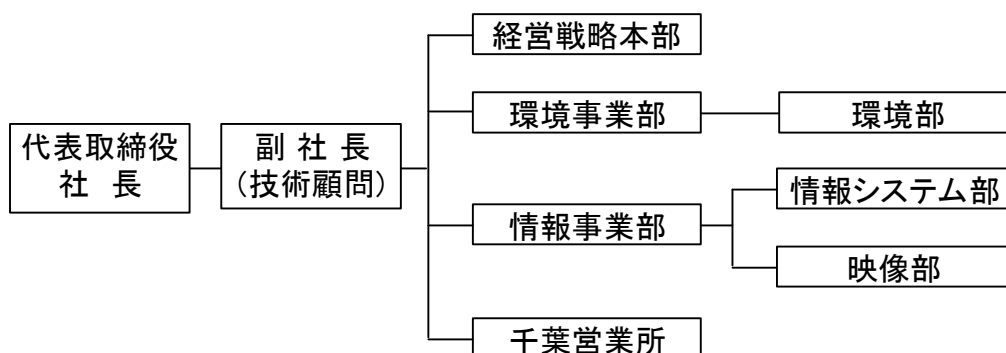 代表取締役
社 長
副 社 長
（技術顧問）
経営戦略本部
環境事業部
環境部
情報事業部
情報システム部
映像部
千葉営業所